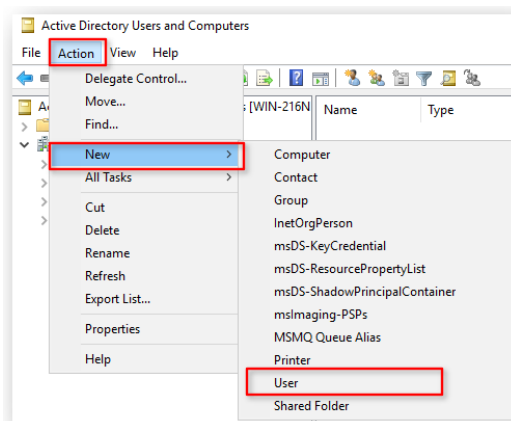 Active Directory Users and Computers
File Action View Help
Delegate Control...
Move...
Find...
New
All Tasks
Cut
Delete
Rename
Refresh
Export List...
Properties
Help
[WIN-216N
Name Type
Computer
Contact
Group
InetOrgPerson
msDS-KeyCredential
msDS-ResourcePropertyList
msDS-ShadowPrincipalContainer
msImaging-PSPs
MSMQ Queue Alias
Printer
User
Shared Folder